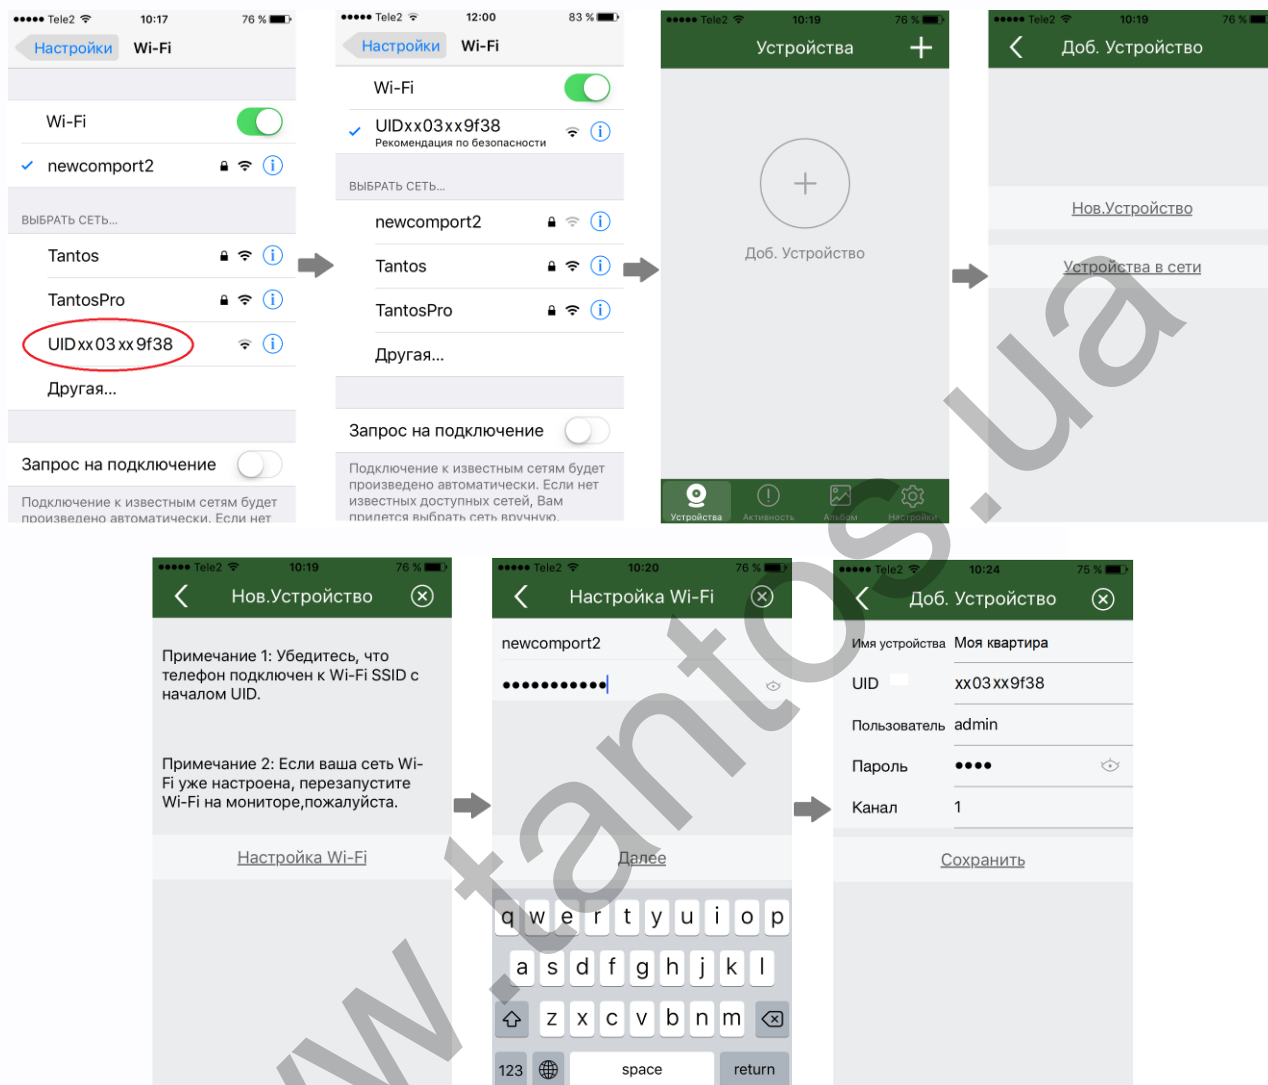 Tele2 10:17 76 %
Настройки Wi-Fi
Wi-Fi
newcomport2
ВЫБРАТЬ СЕТЬ...
Tantos
TantosPro
UIDxx03xx9f38
Другая...
Запрос на подключение
Подключение к известным сетям будет
произведено автоматически. Если нет
Tele2 12:00 83 %
Настройки Wi-Fi
Wi-Fi
UIDxx03xx9f38
Рекомендация по безопасности
ВЫБРАТЬ СЕТЬ...
newcomport2
Tantos
TantosPro
Другая...
Запрос на подключение
Подключение к известным сетям будет
произведено автоматически. Если нет
известных доступных сетей, Вам
придется выбрать сеть вручную.
Tele2 10:19 76 %
Устройства
Доб. Устройство
Устройства Активность Альбом Настройки
Tele2 10:19 76 %
Доб. Устройство
Нов.Устройство
Устройства в сети
Tele2 10:19 76 %
Нов.Устройство
Примечание 1: Убедитесь, что
телефон подключен к Wi-Fi SSID с
началом UID.
Примечание 2: Если ваша сеть Wi-
Fi уже настроена, перезапустите
Wi-Fi на мониторе,пожалуйста.
Настройка Wi-Fi
Tele2 10:20 76 %
Настройка Wi-Fi
newcomport2
Далее
q w e r t y u i o p
a s d f g h j k l
z x c v b n m
123 space return
Tele2 10:24 75 %
Доб. Устройство
Имя устройства Моя квартира
UID xx03xx9f38
Пользователь admin
Пароль
Канал 1
Сохранить
w.tantos.ua